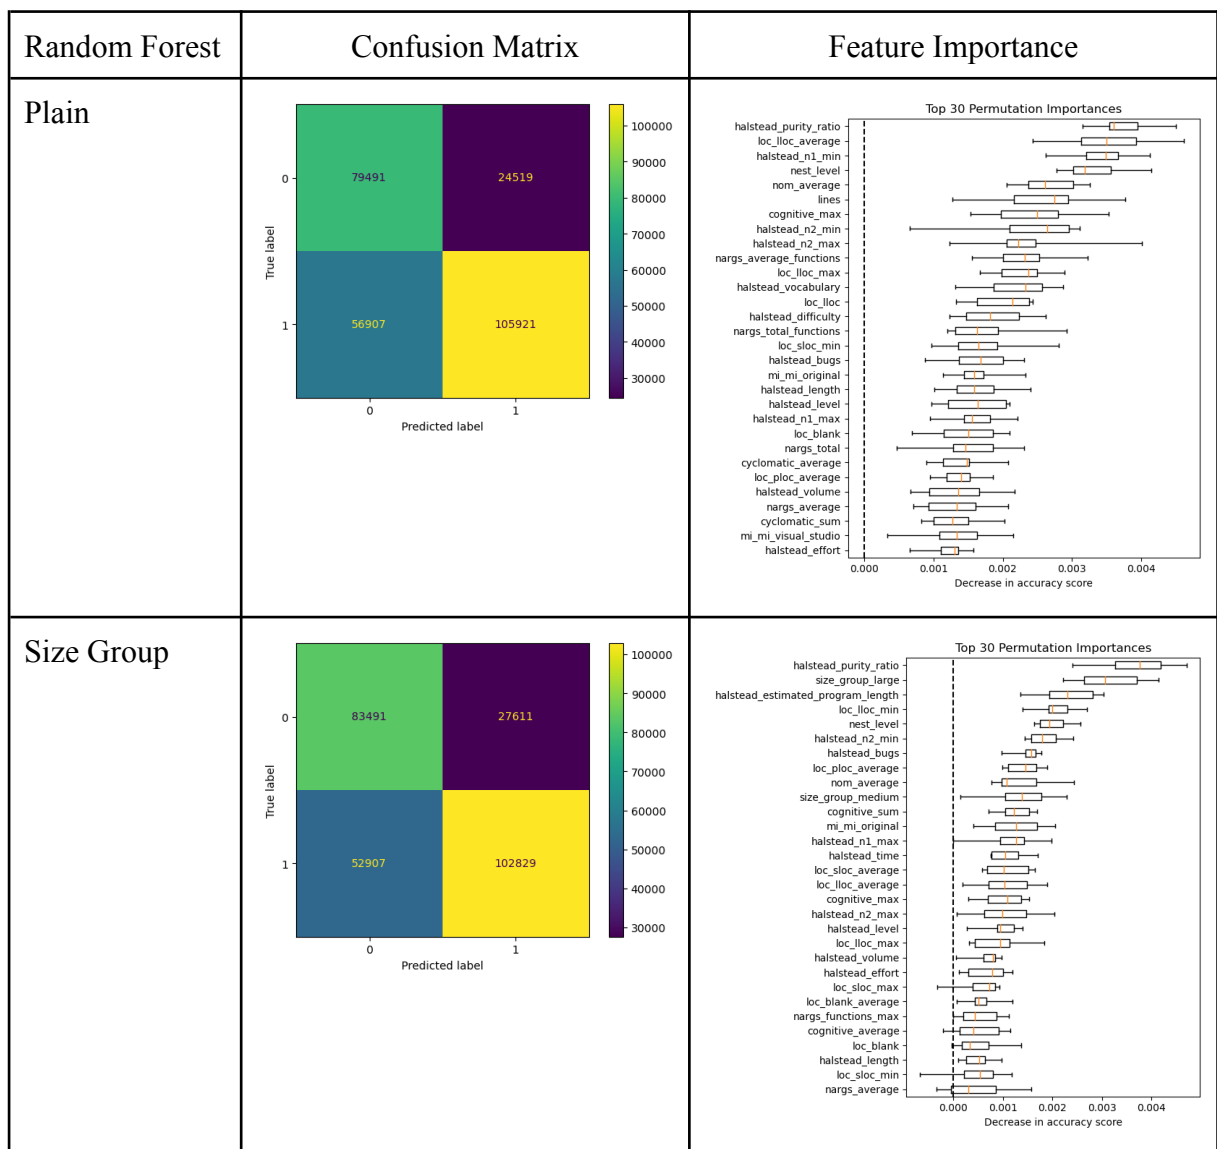 Random Forest
Confusion Matrix
Feature Importance
Plain
0
1
True label
79491
24519
56907
105921
0
1
Predicted label
100000
90000
80000
70000
60000
50000
40000
30000
Top 30 Permutation Importances
halstead_purity_ratio
loc_lloc_average
halstead_n1_min
nest_level
nom_average
lines
cognitive_max
halstead_n2_min
halstead_n2_max
nargs_average_functions
loc_lloc_max
halstead_vocabulary
loc_lloc
halstead_difficulty
nargs_total_functions
loc_sloc_min
halstead_bugs
mi_mi_original
halstead_length
halstead_level
halstead_n1_max
loc_blank
nargs_total
cyclomatic_average
loc_ploc_average
halstead_volume
nargs_average
cyclomatic_sum
mi_mi_visual_studio
halstead_effort
0.000
0.001
0.002
0.003
0.004
Decrease in accuracy score
Size Group
0
1
True label
83491
27611
52907
102829
0
1
Predicted label
100000
90000
80000
70000
60000
50000
40000
30000
Top 30 Permutation Importances
halstead_purity_ratio
size_group_large
halstead_estimated_program_length
loc_lloc_min
nest_level
halstead_n2_min
halstead_bugs
loc_ploc_average
nom_average
size_group_medium
cognitive_sum
mi_mi_original
halstead_n1_max
halstead_time
loc_sloc_average
loc_lloc_average
cognitive_max
halstead_n2_max
halstead_level
loc_lloc_max
halstead_volume
halstead_effort
loc_sloc_max
loc_blank_average
nargs_functions_max
cognitive_average
loc_blank
halstead_length
loc_sloc_min
nargs_average
0.000
0.001
0.002
0.003
0.004
Decrease in accuracy score